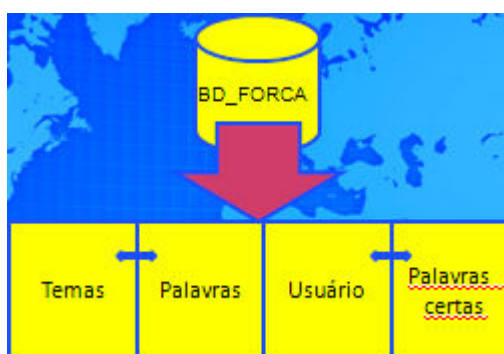 BD_FORCA
Temas
Palavras
Usuário
Palavras
certas